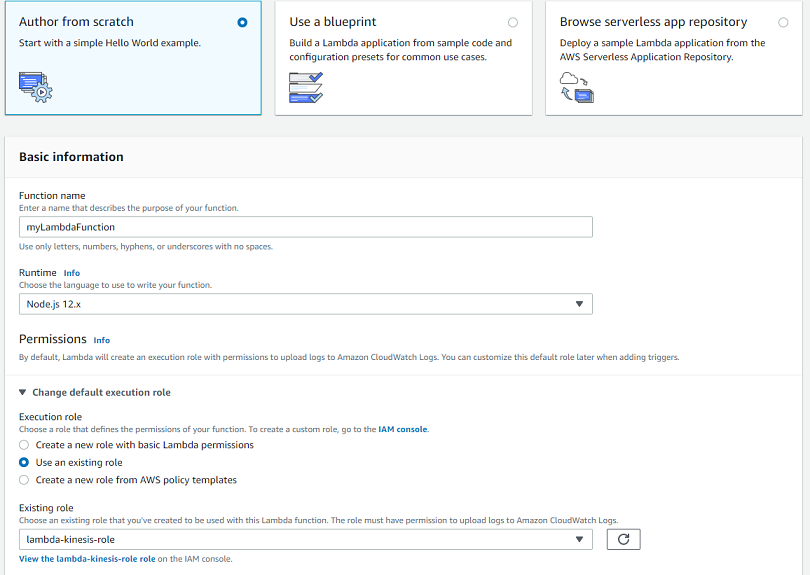 Author from scratch
Start with a simple Hello World example.
Use a blueprint
Build a Lambda application from sample code and
configuration presets for common use cases.
Browse serverless app repository
Deploy a sample Lambda application from the
AWS Serverless Application Repository.
Basic information
Function name
Enter a name that describes the purpose of your function.
myLambdaFunction
Use only letters, numbers, hyphens, or underscores with no spaces.
Runtime Info
Choose the language to use to write your function.
Node.js 12.x
Permissions Info
By default, Lambda will create an execution role with permissions to upload logs to Amazon CloudWatch Logs. You can customize this default role later when adding triggers.
Change default execution role
Execution role
Choose a role that defines the permissions of your function. To create a custom role, go to the IAM console.
Create a new role with basic Lambda permissions
Use an existing role
Create a new role from AWS policy templates
Existing role
Choose an existing role that you've created to be used with this Lambda function. The role must have permission to upload logs to Amazon CloudWatch Logs.
lambda-kinesis-role
View the lambda-kinesis-role role on the IAM console.